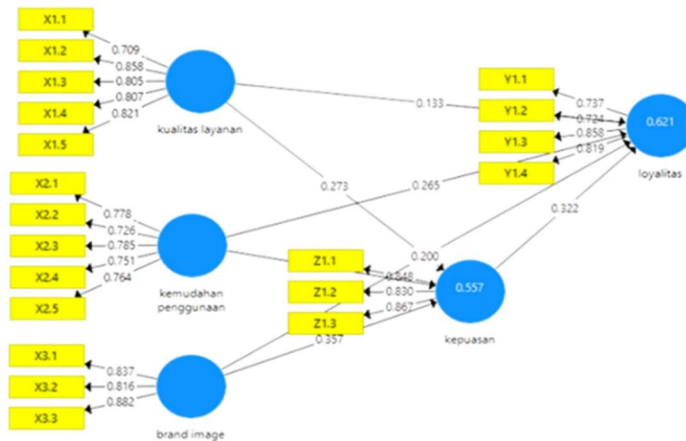 X1.1
X1.2
X1.3
X1.4
X1.5
0.709
0.858
0.805
0.807
0.821
kualitas layanan
X2.1
X2.2
X2.3
X2.4
X2.5
0.778
0.726
0.785
0.751
0.764
kemudahan
penggunaan
X3.1
X3.2
X3.3
0.837
0.816
0.882
brand image
0.133
0.273
0.265
0.200
0.357
0.322
Z1.1
Z1.2
Z1.3
0.848
0.830
0.867
0.557
kepuasan
Y1.1
Y1.2
Y1.3
Y1.4
0.737
0.724
0.858
0.819
0.621
loyalitas